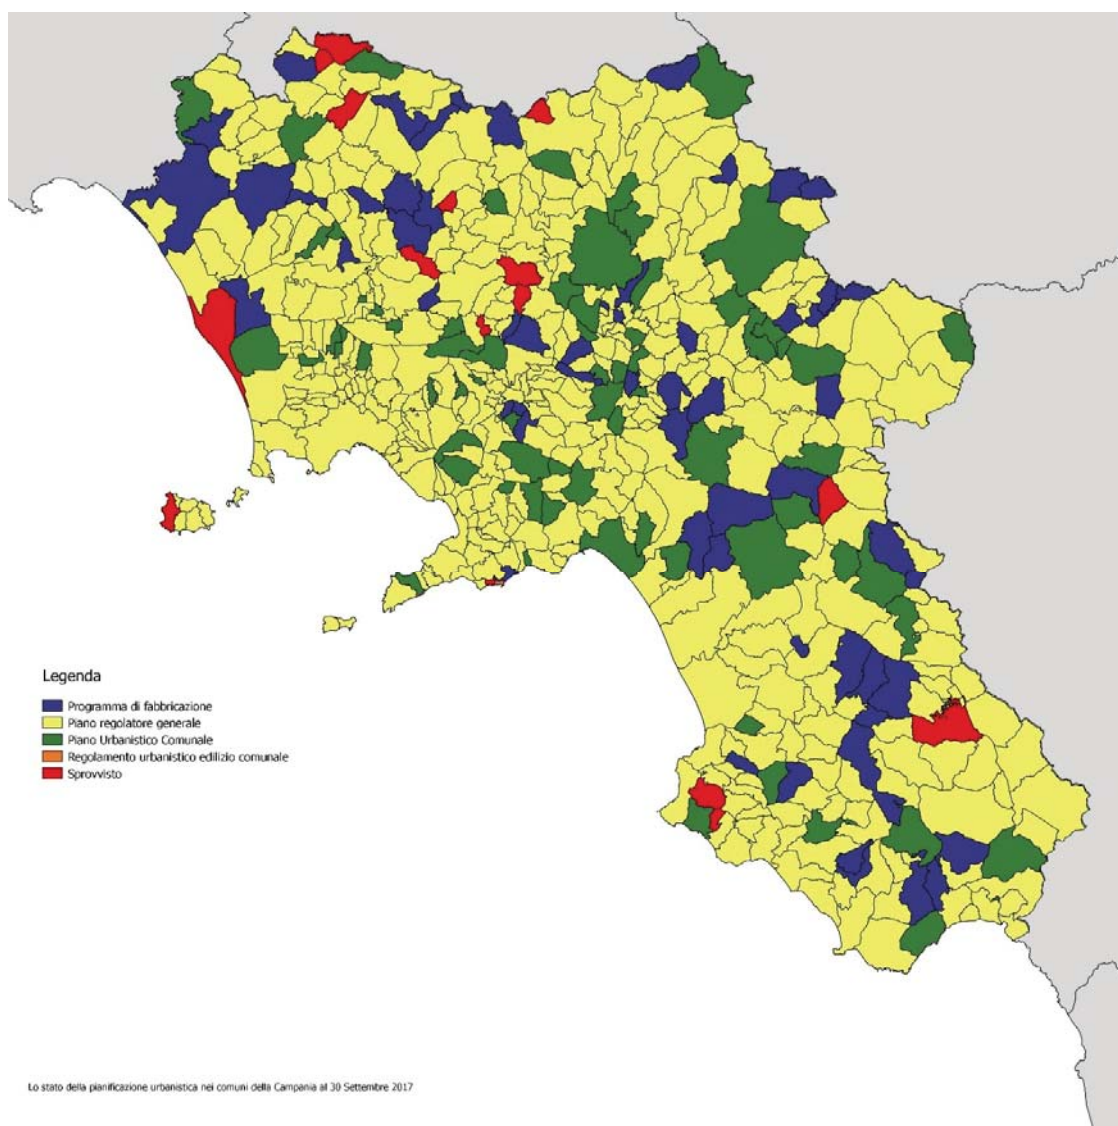 Legenda
Programma di fabbricazione
Piano regolatore generale
Piano Urbanistico Comunale
Regolamento urbanistico edilizio comunale
Sprovvisto
Lo stato della pianificazione urbanistica nei comuni della Campania al 30 Settembre 2017